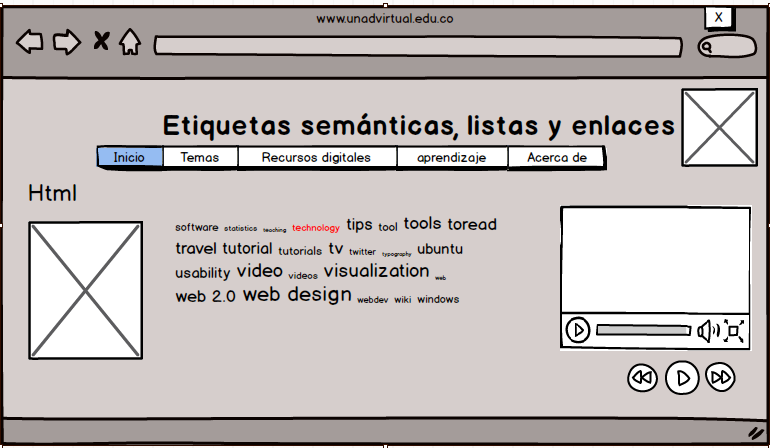 www.unadvirtual.edu.co
X
Etiquetas semánticas, listas y enlaces
Inicio Temas Recursos digitales aprendizaje Acerca de
Html
software statistics teaching technology tips tool tools toread
travel tutorial tutorials tv twitter typography ubuntu
usability video videos visualization web
web 2.0 web design webdev wiki windows